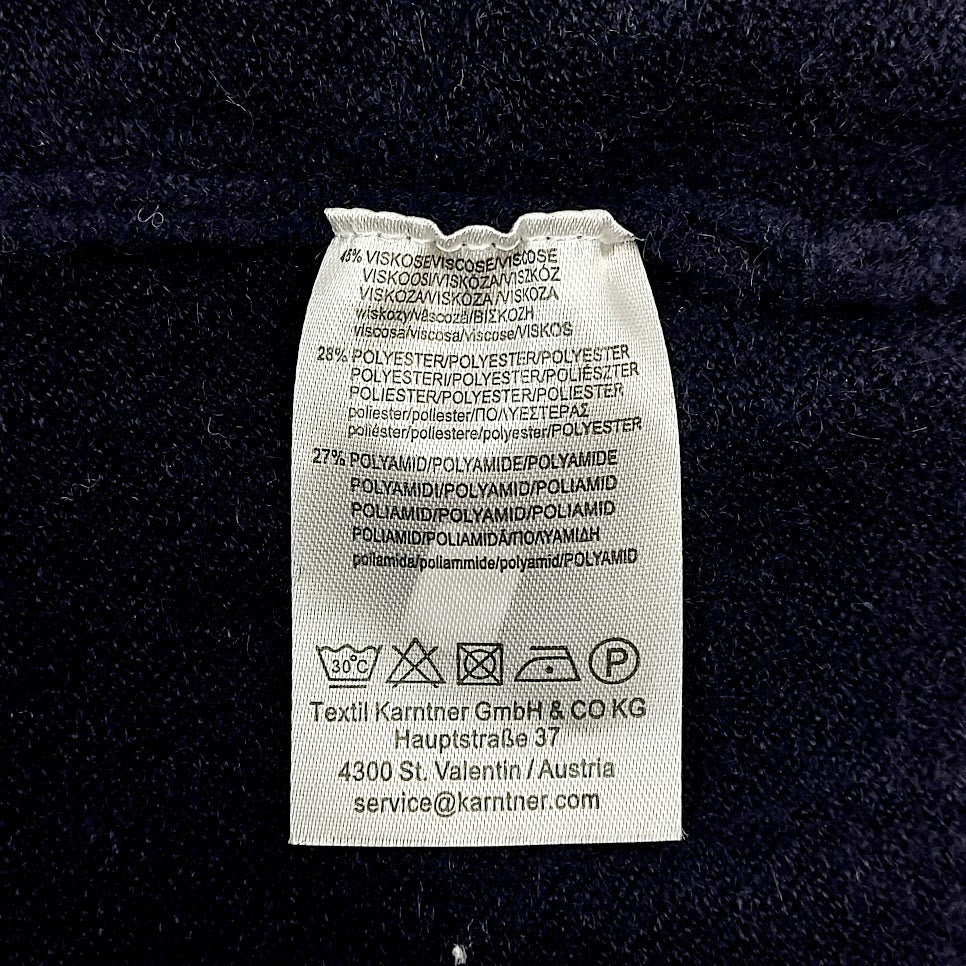 45% VISKOSE/VISCOSE/VISCOSE
VISKOOSI/VISKOZA/VISZKÓZ
VISKÓZA/VISKÓZA/VISKOZA
wiskozy/vâscoză/ΒΙΣΚΟΖΗ
viscosa/viscosa/viscose/VISKOS
28% POLYESTER/POLYESTER/POLYESTER
POLYESTERI/POLYESTER/POLIÉSZTER
POLIESTER/POLYESTER/POLIESTER
poliester/poliester/ΠΟΛΥΕΣΤΕΡΑΣ
poliéster/poliestere/polyester/POLYESTER
27% POLYAMID/POLYAMIDE/POLYAMIDE
POLYAMIDI/POLYAMID/POLIAMID
POLIAMID/POLYAMID/POLIAMID
POLIAMID/POLIAMIDĂ/ΠΟΛΥΑΜΙΔΗ
poliamida/poliammide/polyamid/POLYAMID
30°C P
Textil Karntner GmbH & CO KG
Hauptstraße 37
4300 St. Valentin / Austria
service@karntner.com